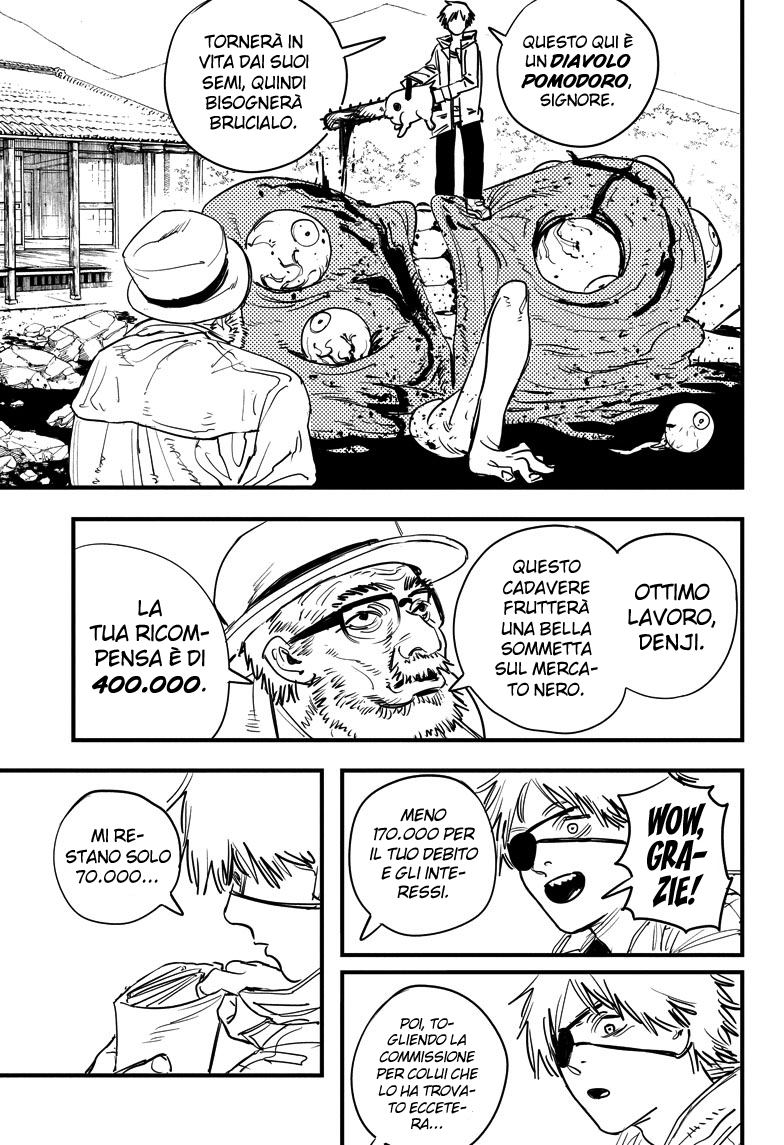 QUESTO QUI È
UN DIAVOLO
POMODORO,
SIGNORE.
TORNERÀ IN
VITA DAI SUOI
SEMI, QUINDI
BISOGNERÀ
BRUCIALO.
OTTIMO
LAVORO,
DENJI.
QUESTO
CADAVERE
FRUTTERÀ
UNA BELLA
SOMMETTA
SUL MERCA-
TO NERO.
LA
TUA RICOM-
PENSA È DI
400.000.
WOW,
GRA-
ZIE!
MENO
170.000 PER
IL TUO DEBITO
E GLI INTE-
RESSI.
POI, TO-
GLIENDO LA
COMMISSIONE
PER COLUI CHE
LO HA TROVA-
TO ECCETE-
RA...
MI RE-
STANO SOLO
70.000...